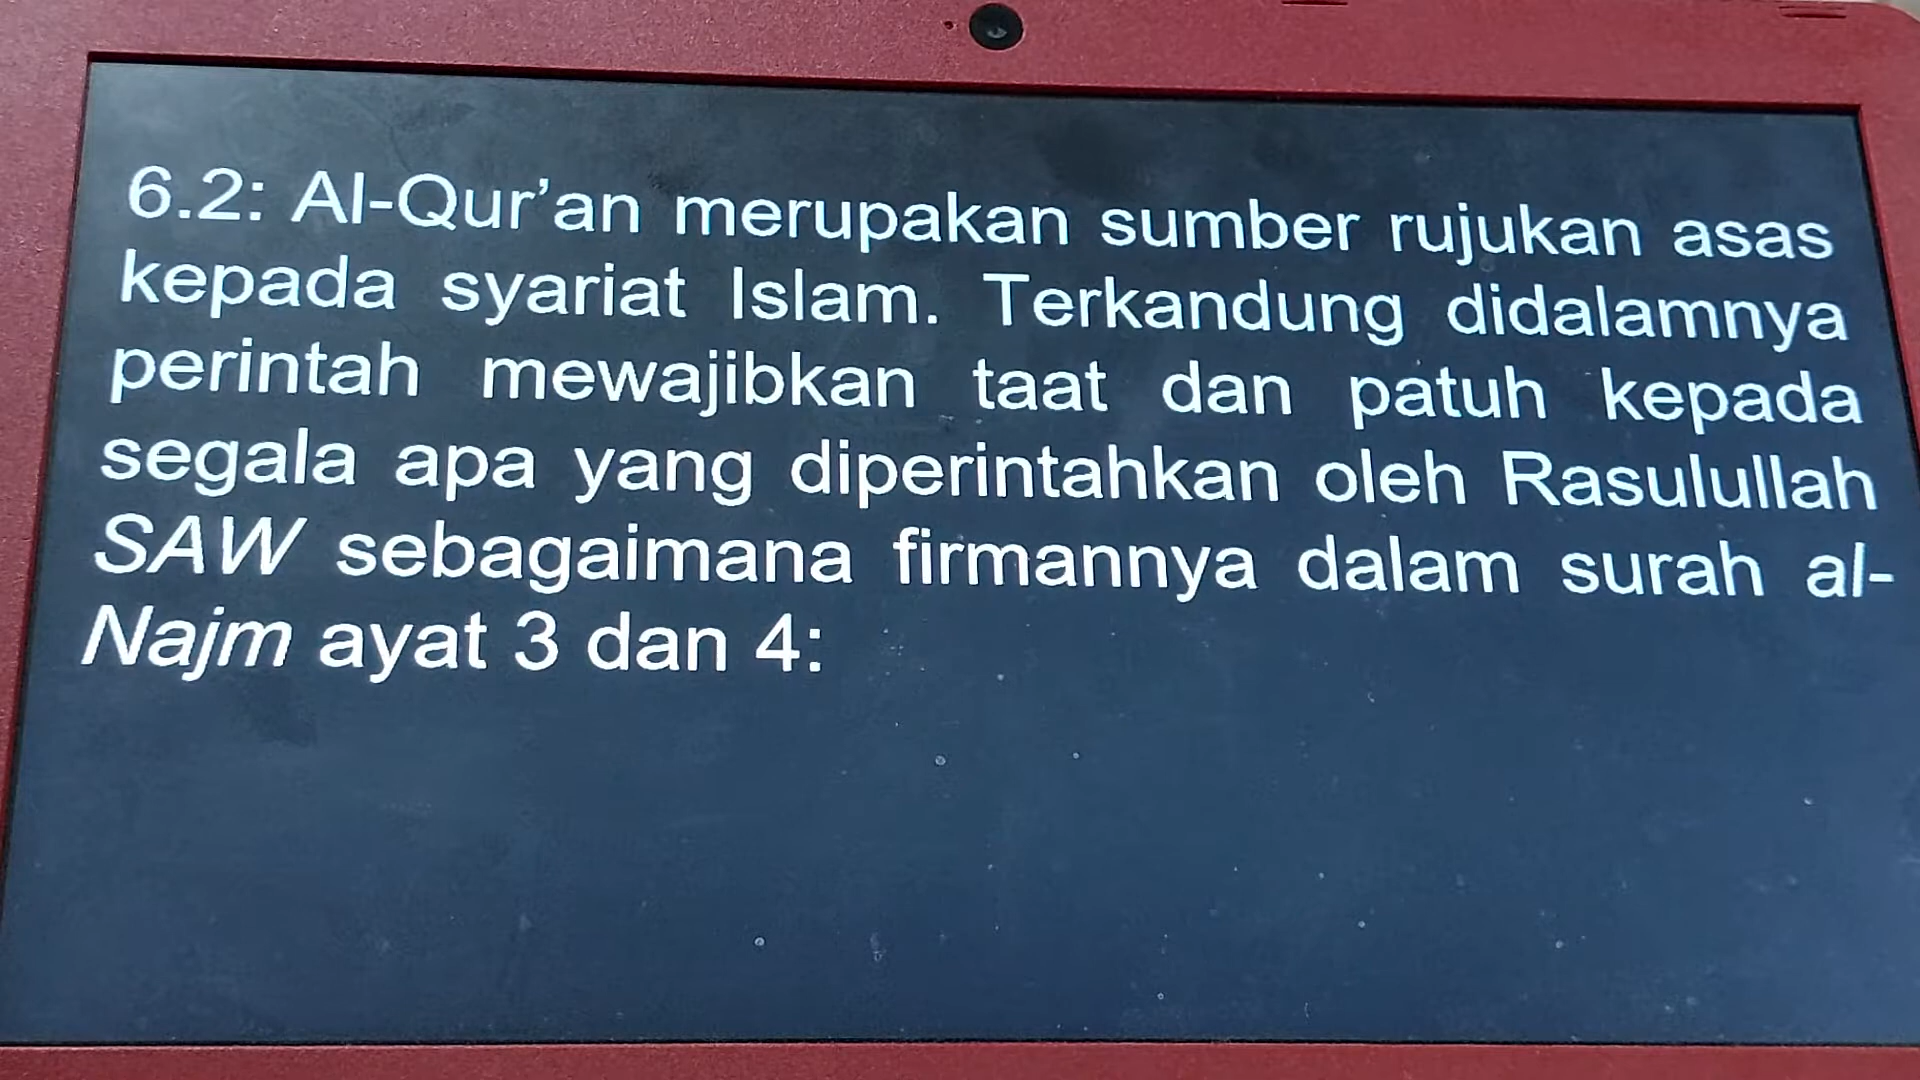 6.2: Al-Qur’an merupakan sumber rujukan asas
kepada syariat Islam. Terkandung didalamnya
perintah mewajibkan taat dan patuh kepada
segala apa yang diperintahkan oleh Rasulullah
SAW sebagaimana firmannya dalam surah al-
Najm ayat 3 dan 4: